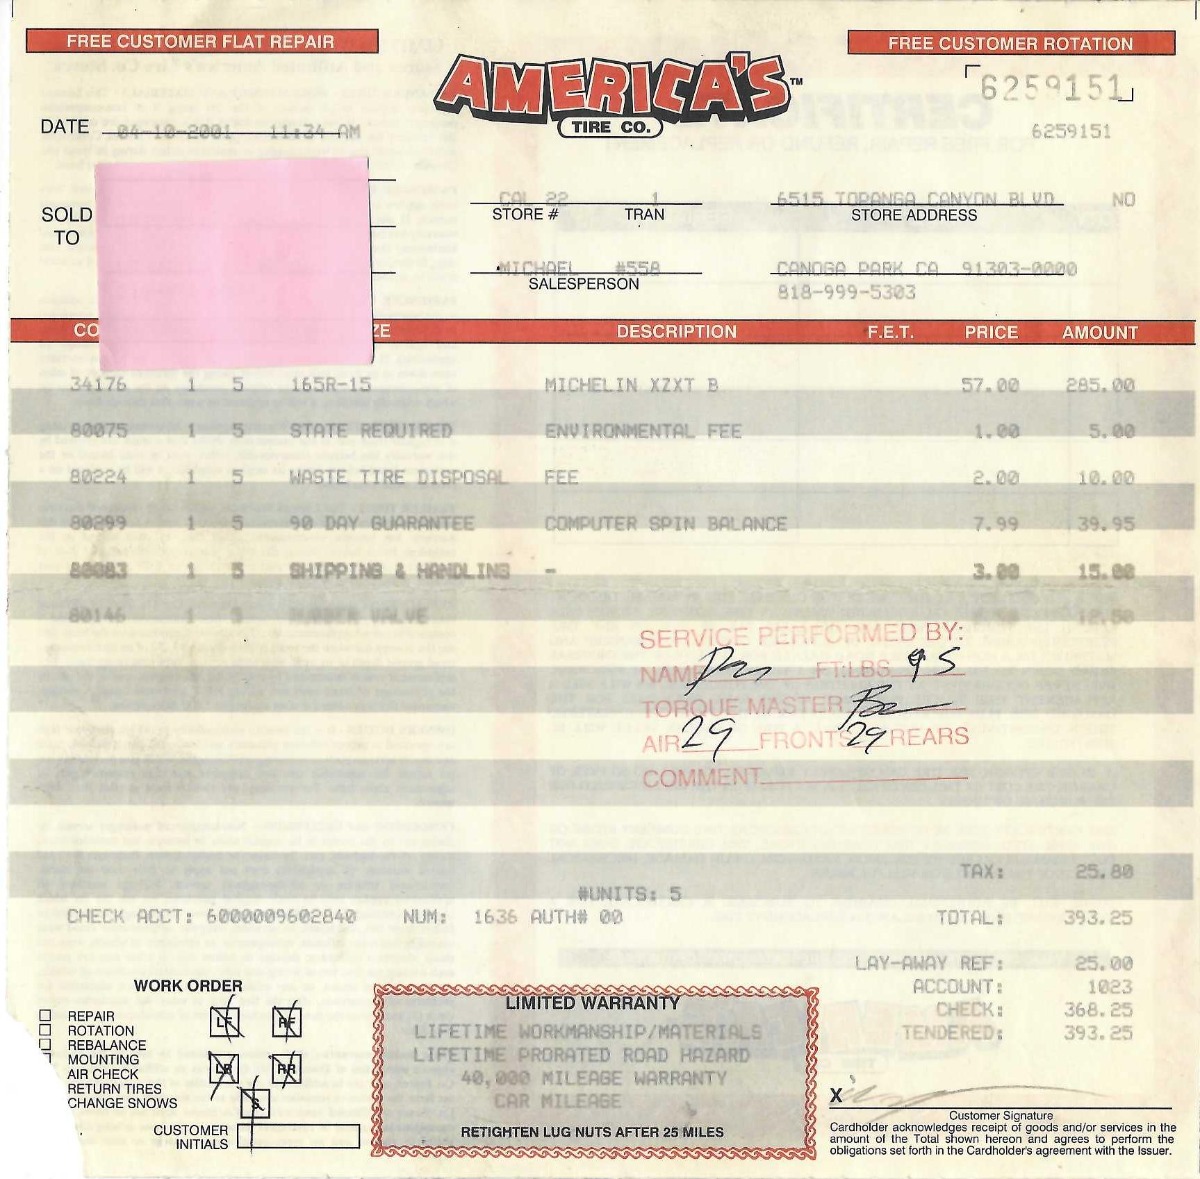 FREE CUSTOMER FLAT REPAIR
FREE CUSTOMER ROTATION
AMERICA'S™
TIRE CO.
6259151
6259151
DATE 04-10-2001 11:34 AM
SOLD TO
CAL 22 1
STORE # TRAN
6515 TOPANGA CANYON BLVD NO
STORE ADDRESS
MICHAEL #558
SALESPERSON
CANOGA PARK CA 91303-0000
818-999-5303
CO ZE DESCRIPTION F.E.T. PRICE AMOUNT
34176 1 5 165R-15 MICHELIN XZXT B 57.00 285.00
80075 1 5 STATE REQUIRED ENVIRONMENTAL FEE 1.00 5.00
80224 1 5 WASTE TIRE DISPOSAL FEE 2.00 10.00
80299 1 5 90 DAY GUARANTEE COMPUTER SPIN BALANCE 7.99 39.95
80083 1 5 SHIPPING & HANDLING - 3.00 15.00
80146 1 5 RUBBER VALVE 12.50
SERVICE PERFORMED BY:
NAME FT:LBS 95
TORQUE MASTER
AIR 29 FRONTS 29 REARS
COMMENT
TAX: 25.80
#UNITS: 5
CHECK ACCT: 6000009602840 NUM: 1636 AUTH# 00 TOTAL: 393.25
LAY-AWAY REF: 25.00
ACCOUNT: 1023
CHECK: 368.25
TENDERED: 393.25
WORK ORDER
REPAIR
ROTATION
REBALANCE
MOUNTING
AIR CHECK
RETURN TIRES
CHANGE SNOWS
LF RF
LR RR
S
CUSTOMER INITIALS
LIMITED WARRANTY
LIFETIME WORKMANSHIP/MATERIALS
LIFETIME PRORATED ROAD HAZARD
40,000 MILEAGE WARRANTY
CAR MILEAGE
RETIGHTEN LUG NUTS AFTER 25 MILES
X
Customer Signature
Cardholder acknowledges receipt of goods and/or services in the
amount of the Total shown hereon and agrees to perform the
obligations set forth in the Cardholder's agreement with the Issuer.